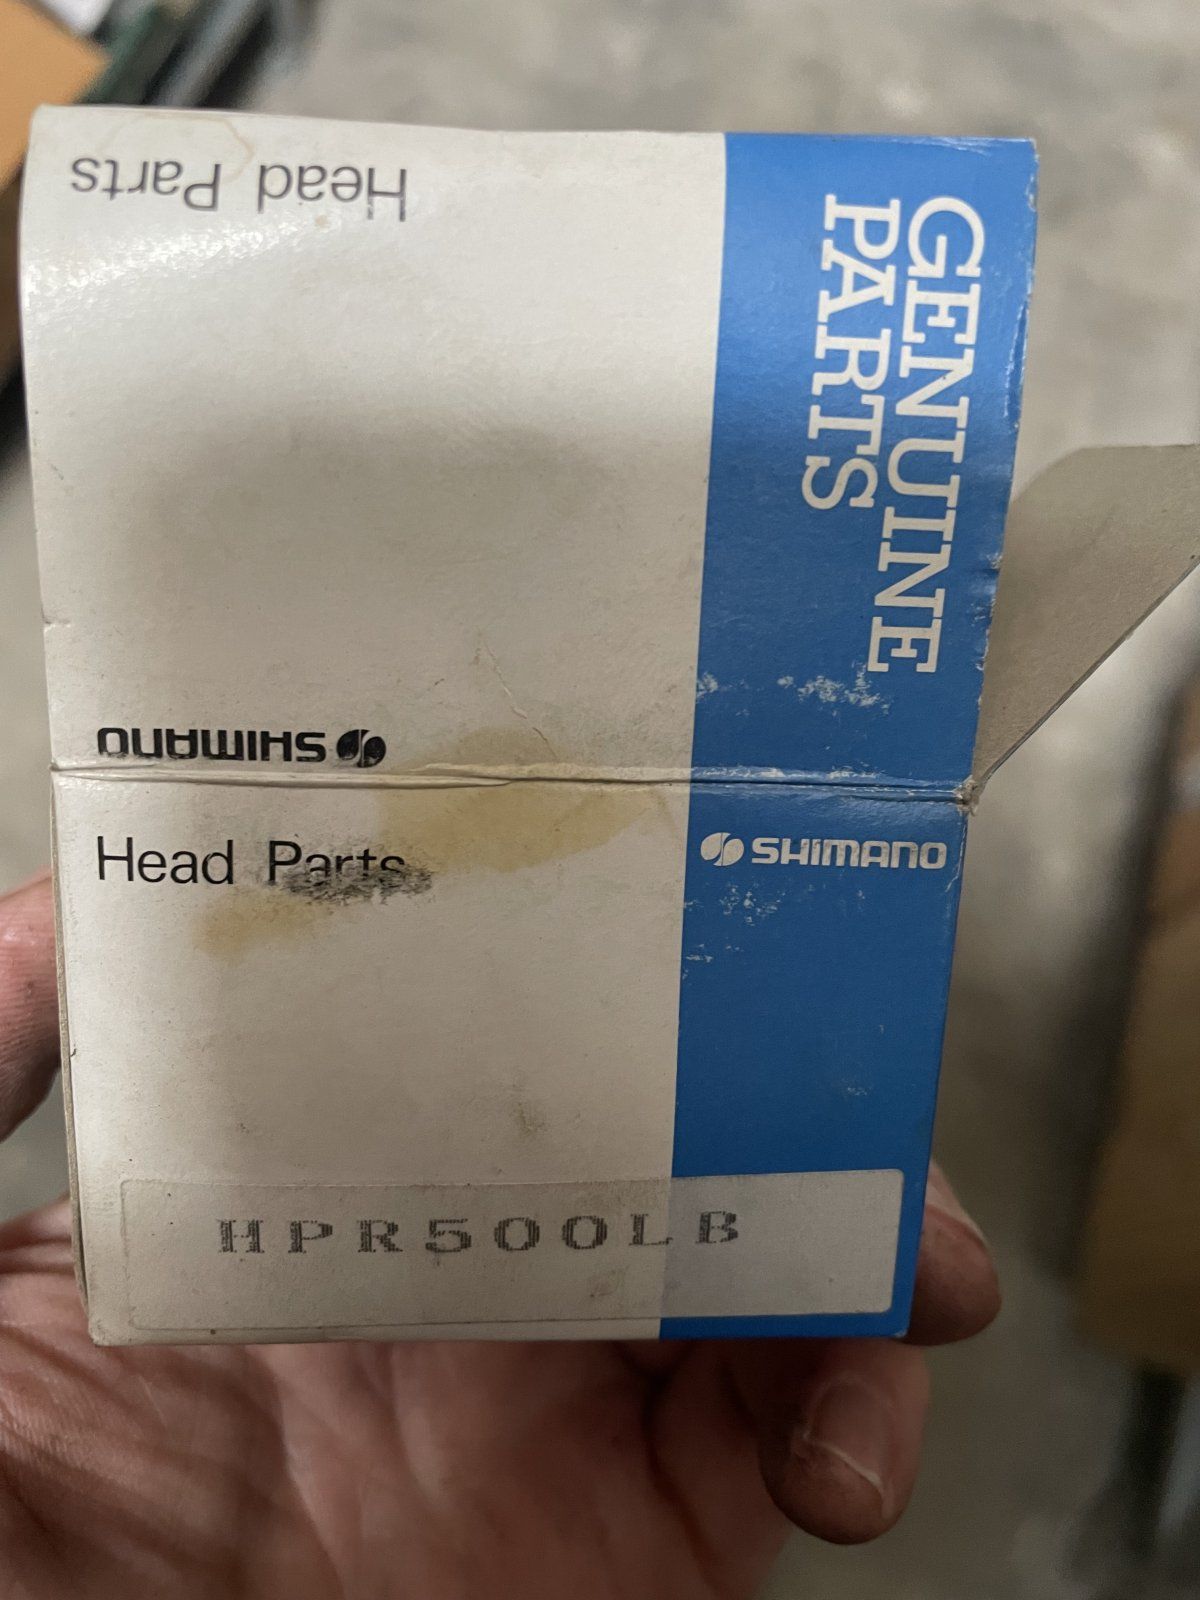 Head Parts
GENUINE
PARTS
SHIMANO
Head Parts
SHIMANO
HPR500LB